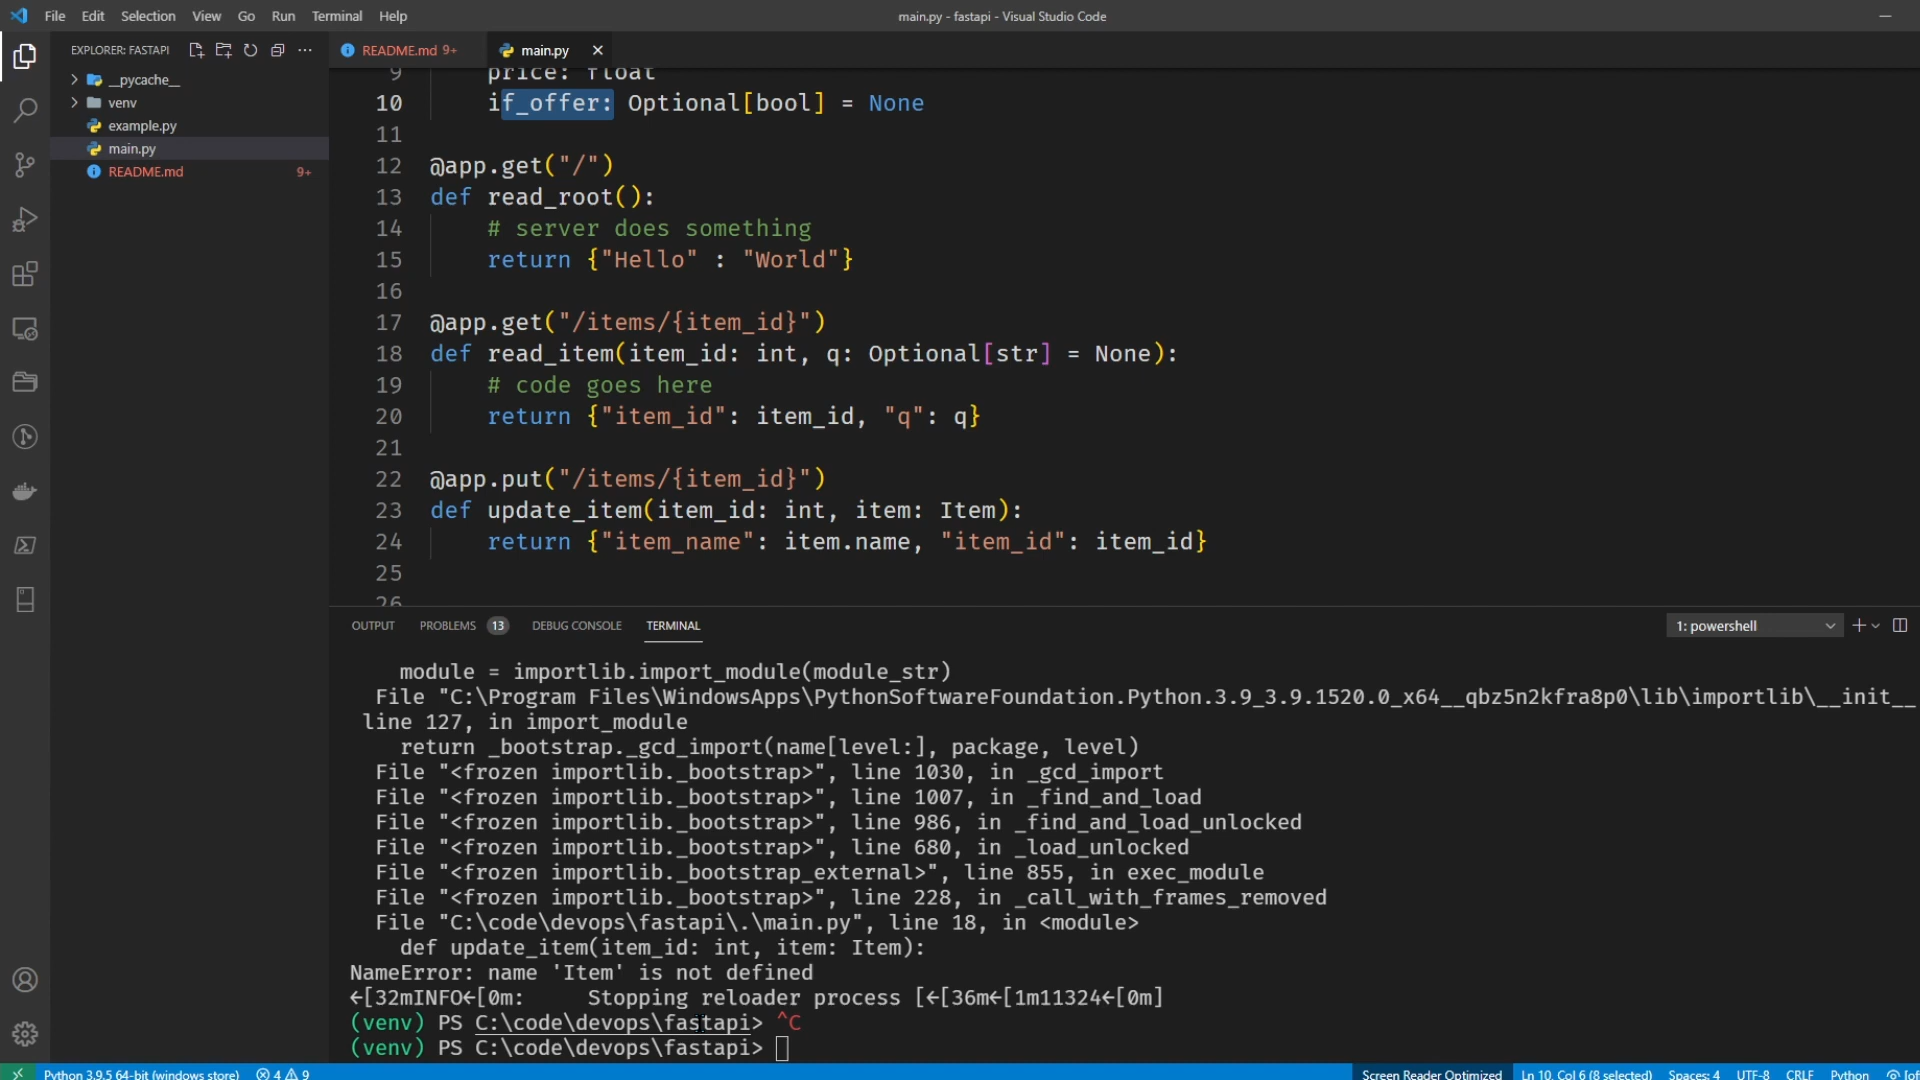 File Edit Selection View Go Run Terminal Help
main.py - fastapi - Visual Studio Code
EXPLORER: FASTAPI
__pycache__
venv
example.py
main.py
README.md 9+
README.md 9+
main.py
9 price: float
10 if_offer: Optional[bool] = None
11
12 @app.get("/")
13 def read_root():
14 # server does something
15 return {"Hello" : "World"}
16
17 @app.get("/items/{item_id}")
18 def read_item(item_id: int, q: Optional[str] = None):
19 # code goes here
20 return {"item_id": item_id, "q": q}
21
22 @app.put("/items/{item_id}")
23 def update_item(item_id: int, item: Item):
24 return {"item_name": item.name, "item_id": item_id}
25
26
OUTPUT PROBLEMS 13 DEBUG CONSOLE TERMINAL
1: powershell
module = importlib.import_module(module_str)
File "C:\Program Files\WindowsApps\PythonSoftwareFoundation.Python.3.9_3.9.1520.0_x64__qbz5n2kfra8p0\lib\importlib\__init__
line 127, in import_module
return _bootstrap._gcd_import(name[level:], package, level)
File "<frozen importlib._bootstrap>", line 1030, in _gcd_import
File "<frozen importlib._bootstrap>", line 1007, in _find_and_load
File "<frozen importlib._bootstrap>", line 986, in _find_and_load_unlocked
File "<frozen importlib._bootstrap>", line 680, in _load_unlocked
File "<frozen importlib._bootstrap_external>", line 855, in exec_module
File "<frozen importlib._bootstrap>", line 228, in _call_with_frames_removed
File "C:\code\devops\fastapi\.\main.py", line 18, in <module>
def update_item(item_id: int, item: Item):
NameError: name 'Item' is not defined
←[32mINFO←[0m: Stopping reloader process [←[36m←[1m11324←[0m]
(venv) PS C:\code\devops\fastapi> ^C
(venv) PS C:\code\devops\fastapi>
Python 3.9.5 64-bit (windows store) 4 9
Screen Reader Optimized Ln 10, Col 6 (8 selected) Spaces: 4 UTF-8 CRLF Python